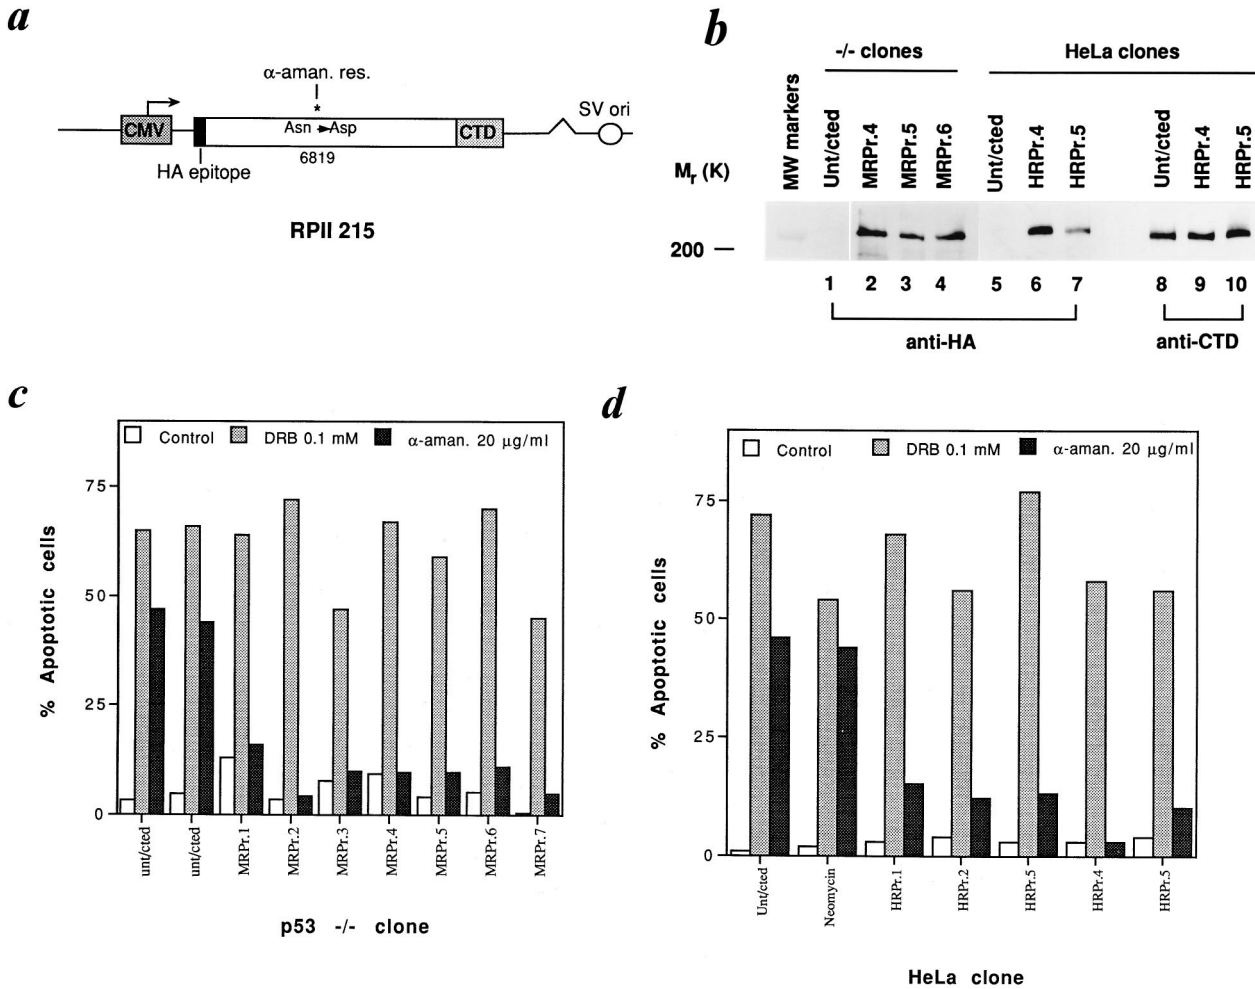 a
α-aman. res.
*
CMV
Asn → Asp
CTD
SV ori
6819
HA epitope
RPII 215
b
-/- clones
HeLa clones
Mr (K)
MW markers
Unt/cted
MRPr.4
MRPr.5
MRPr.6
Unt/cted
HRPr.4
HRPr.5
Unt/cted
HRPr.4
HRPr.5
200
1 2 3 4 5 6 7 8 9 10
anti-HA
anti-CTD
c
Control
DRB 0.1 mM
α-aman. 20 µg/ml
% Apoptotic cells
75
50
25
0
unt/cted
unt/cted
MRPr.1
MRPr.2
MRPr.3
MRPr.4
MRPr.5
MRPr.6
MRPr.7
p53 -/- clone
d
Control
DRB 0.1 mM
α-aman. 20 µg/ml
% Apoptotic cells
75
50
25
0
Unt/cted
Neomycin
HRPr.1
HRPr.2
HRPr.5
HRPr.4
HRPr.5
HeLa clone